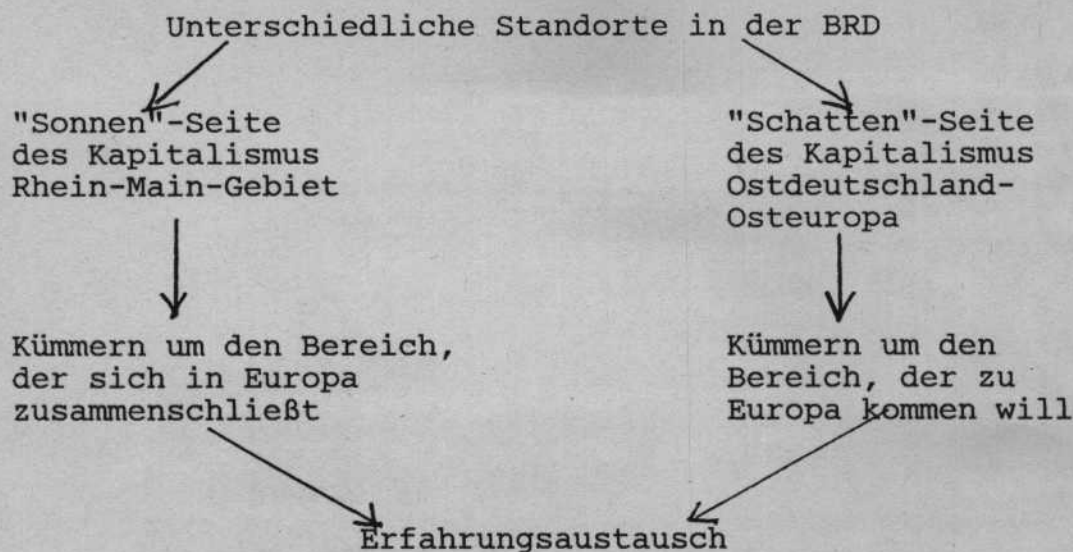 Unterschiedliche Standorte in der BRD
"Sonnen"-Seite
des Kapitalismus
Rhein-Main-Gebiet
"Schatten"-Seite
des Kapitalismus
Ostdeutschland-
Osteuropa
Kümmern um den Bereich,
der sich in Europa
zusammenschließt
Kümmern um den
Bereich, der zu
Europa kommen will
Erfahrungsaustausch